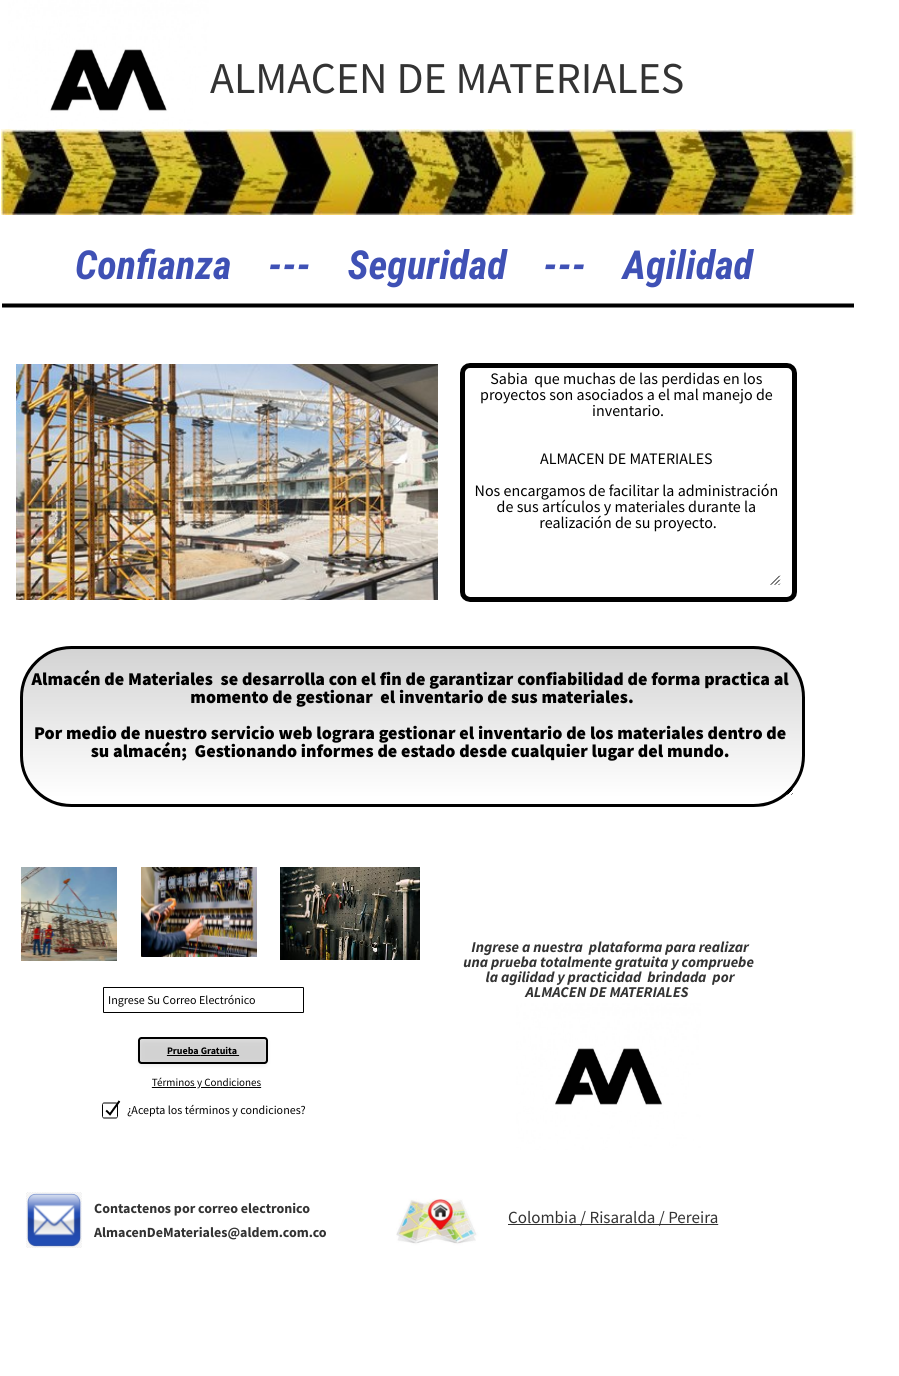 AM
ALMACEN DE MATERIALES
Confianza --- Seguridad --- Agilidad
Sabia que muchas de las perdidas en los
proyectos son asociados a el mal manejo de
inventario.
ALMACEN DE MATERIALES
Nos encargamos de facilitar la administración
de sus artículos y materiales durante la
realización de su proyecto.
Almacén de Materiales se desarrolla con el fin de garantizar confiabilidad de forma practica al
momento de gestionar el inventario de sus materiales.
Por medio de nuestro servicio web lograra gestionar el inventario de los materiales dentro de
su almacén; Gestionando informes de estado desde cualquier lugar del mundo.
Ingrese a nuestra plataforma para realizar
una prueba totalmente gratuita y compruebe
la agilidad y practicidad brindada por
ALMACEN DE MATERIALES
Ingrese Su Correo Electrónico
Prueba Gratuita
Términos y Condiciones
¿Acepta los términos y condiciones?
AM
Contactenos por correo electronico
AlmacenDeMateriales@aldem.com.co
Colombia / Risaralda / Pereira